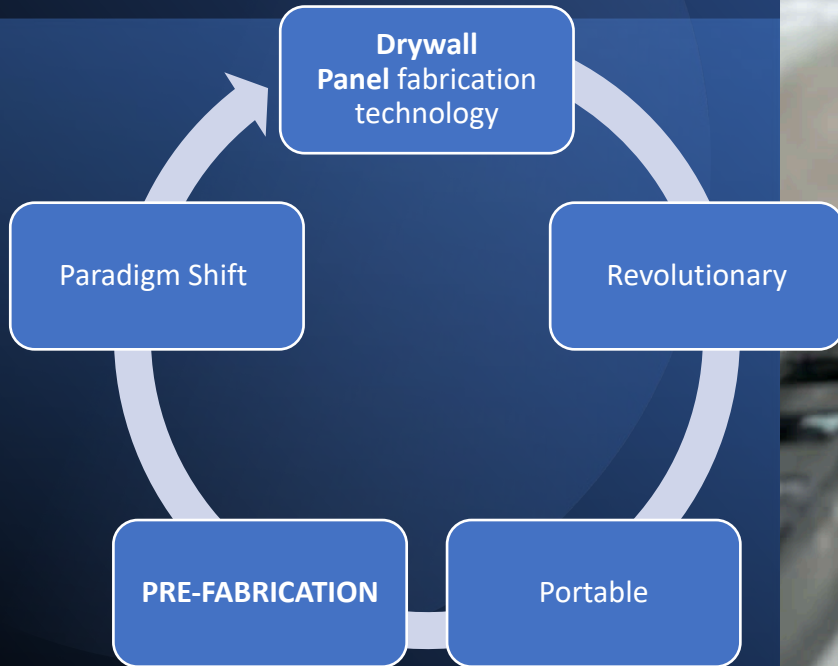 Drywall
Panel fabrication
technology
Revolutionary
Portable
PRE-FABRICATION
Paradigm Shift